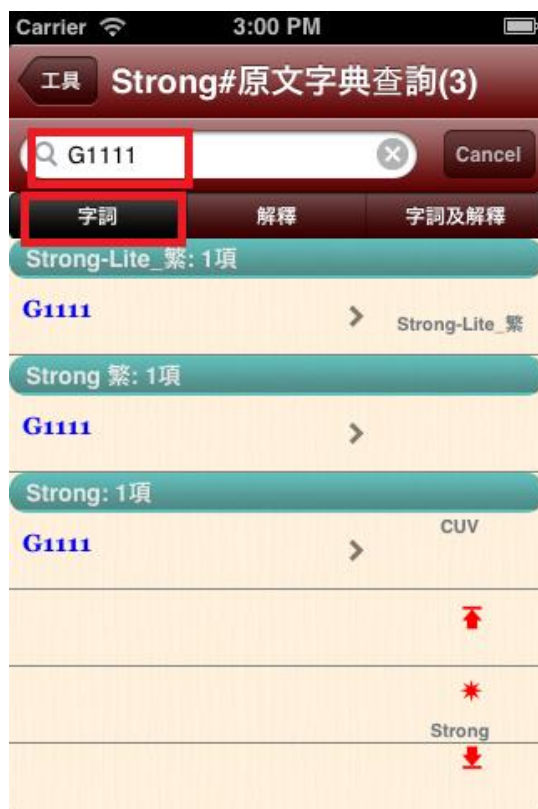 Carrier 3:00 PM
工具 Strong#原文字典查詢(3)
G1111 Cancel
字詞 解釋 字詞及解釋
Strong-Lite_繁: 1項
G1111 Strong-Lite_繁
Strong 繁: 1項
G1111
Strong: 1項
CUV
G1111
Strong